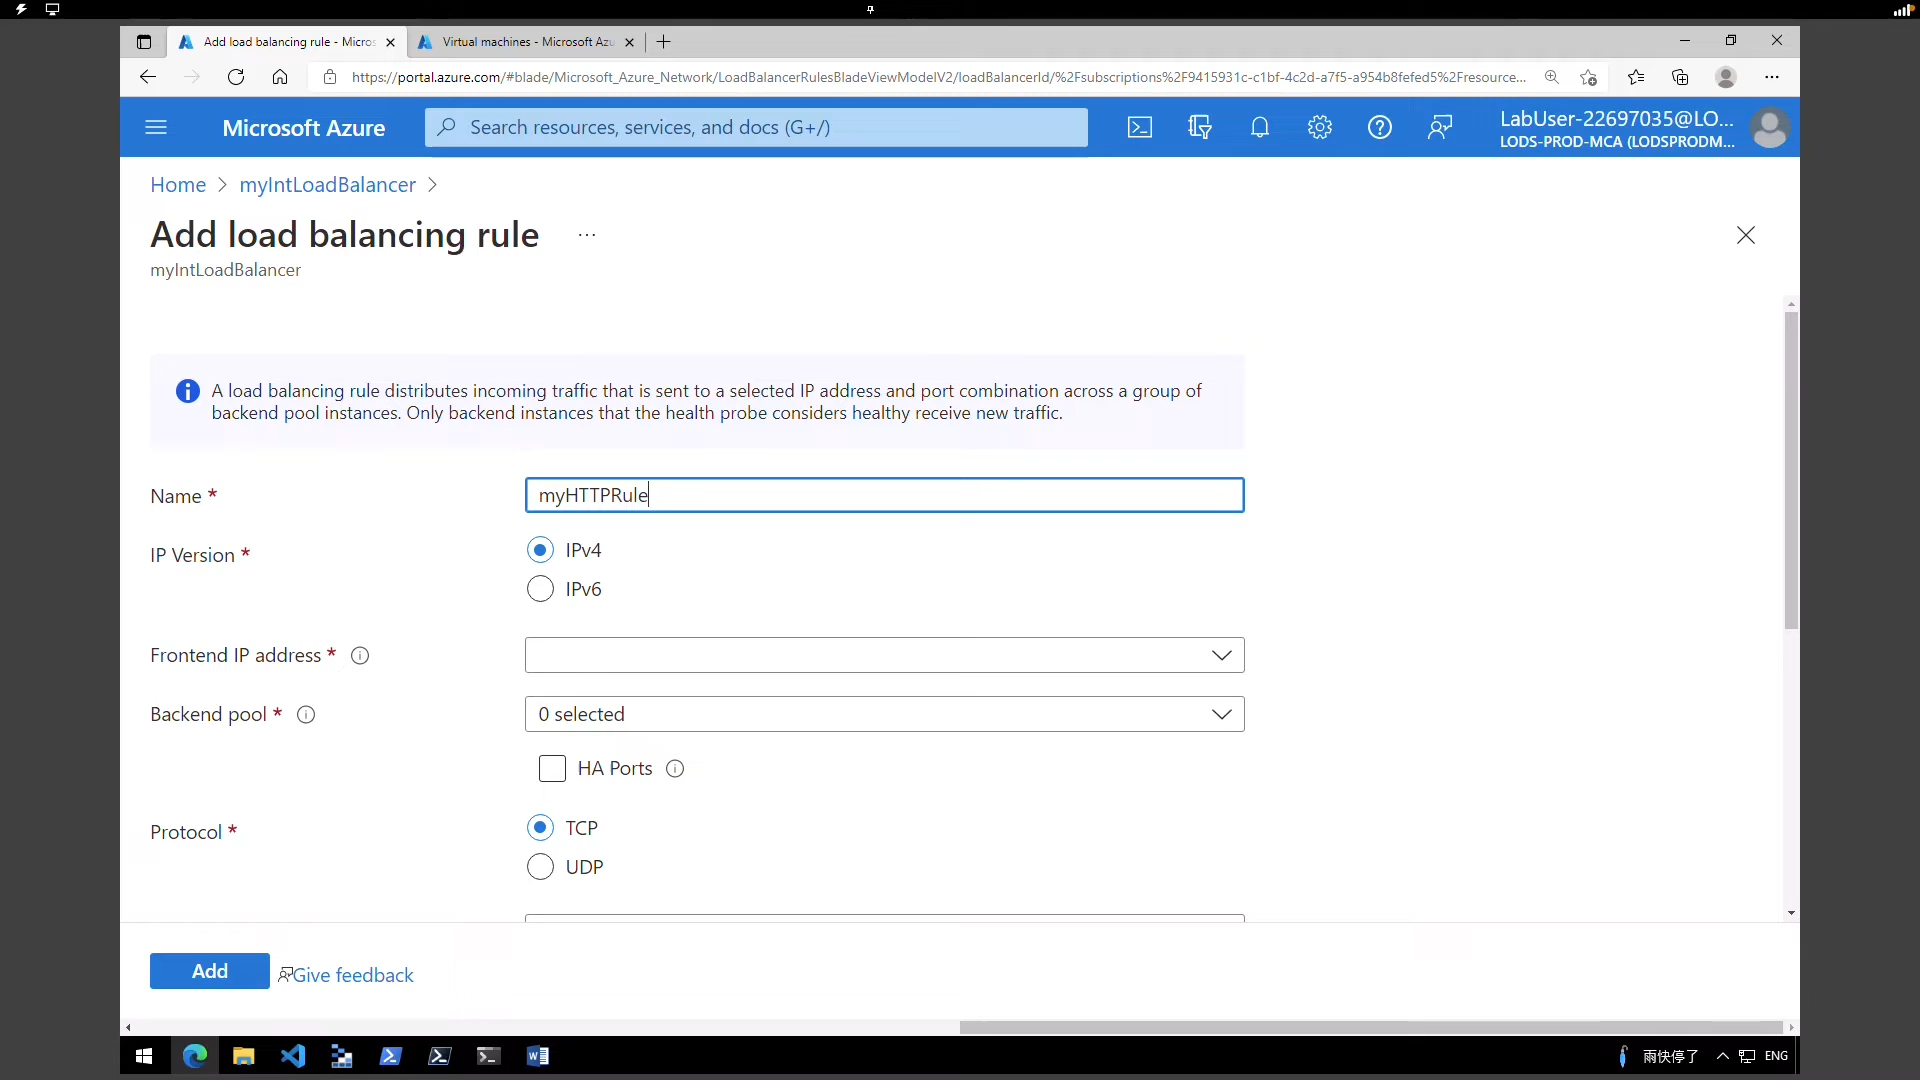 Add load balancing rule - Micros
Virtual machines - Microsoft Azu
https://portal.azure.com/#blade/Microsoft_Azure_Network/LoadBalancerRulesBladeViewModelV2/loadBalancerId/%2Fsubscriptions%2F9415931c-c1bf-4c2d-a7f5-a954b8fefed5%2Fresource...
Microsoft Azure
Search resources, services, and docs (G+/)
LabUser-22697035@LO...
LODS-PROD-MCA (LODSPRODM...
Home > myIntLoadBalancer >
Add load balancing rule ...
myIntLoadBalancer
A load balancing rule distributes incoming traffic that is sent to a selected IP address and port combination across a group of
backend pool instances. Only backend instances that the health probe considers healthy receive new traffic.
Name * myHTTPRule
IP Version * IPv4
IPv6
Frontend IP address *
Backend pool * 0 selected
HA Ports
Protocol * TCP
UDP
Add Give feedback
雨快停了 ENG